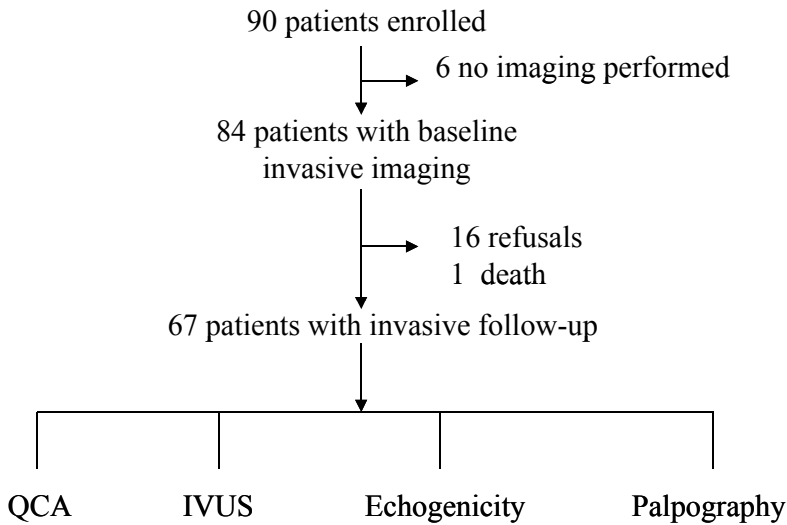 90 patients enrolled
6 no imaging performed
84 patients with baseline
invasive imaging
16 refusals
1 death
67 patients with invasive follow-up
QCA IVUS Echogenicity Palpography